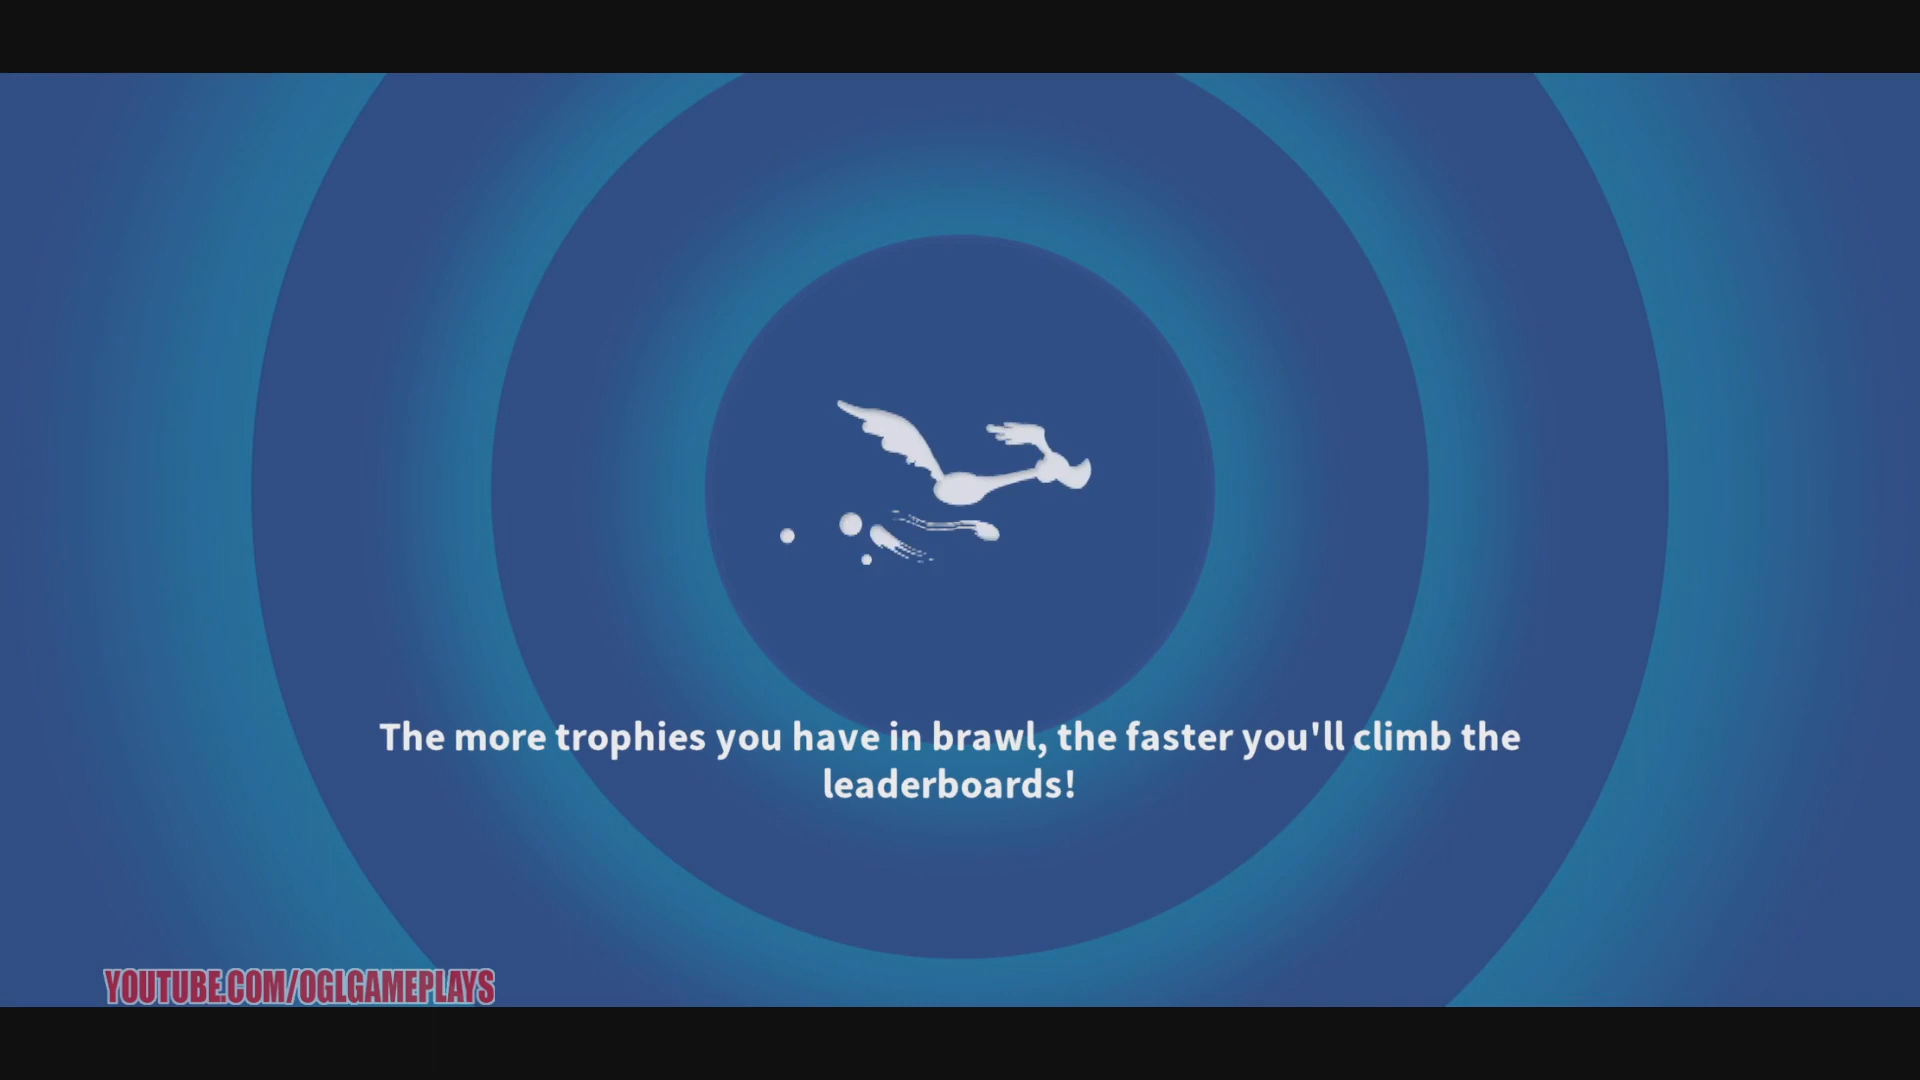 The more trophies you have in brawl, the faster you'll climb the
leaderboards!
YOUTUBE.COM/OGLGAMEPLAYS